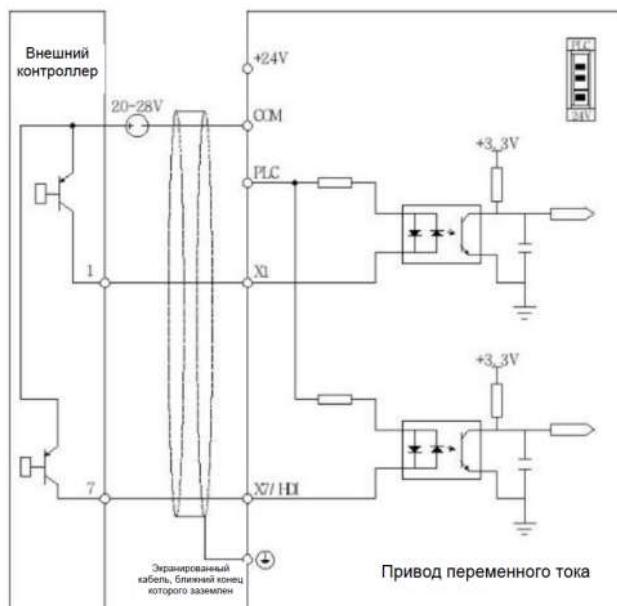 Внешний
контроллер
+24V
PLC
24V
20-28V
COM
+3.3V
PLC
1
X1
+3.3V
7
X7/HDI
Экранированный
кабель, ближний конец
которого заземлен
Привод переменного тока